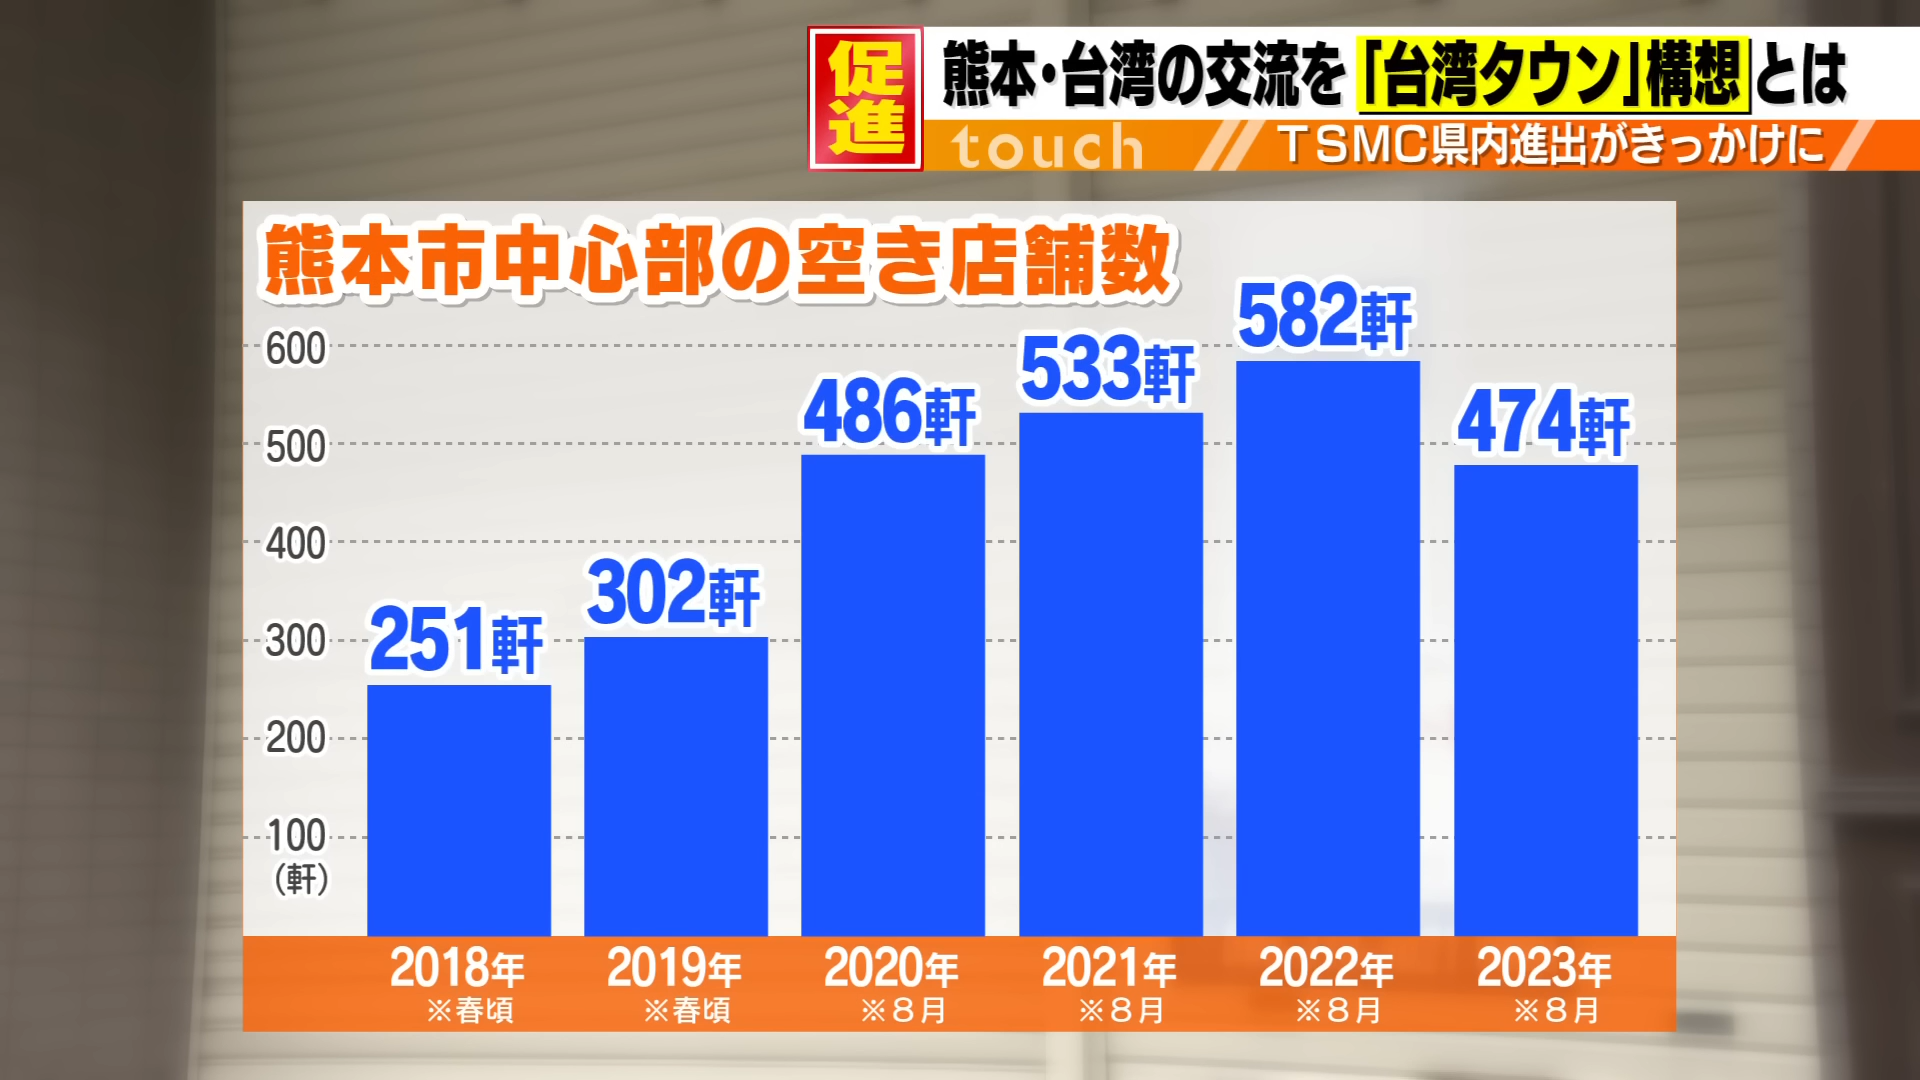 促進
熊本・台湾の交流を「台湾タウン」構想とは
touch
TSMC県内進出がきっかけに
熊本市中心部の空き店舗数
600
500
400
300
200
100
(軒)
251軒
302軒
486軒
533軒
582軒
474軒
2018年 2019年 2020年 2021年 2022年 2023年
※春頃 ※春頃 ※8月 ※8月 ※8月 ※8月